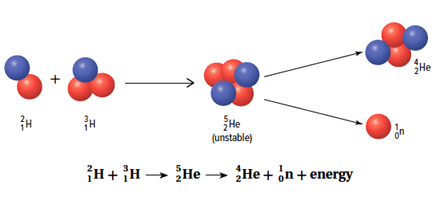 +
⁴₂He
²₁H
³₁H
⁵₂He
(unstable)
¹₀n
²₁H + ³₁H ⟶ ⁵₂He ⟶ ⁴₂He + ¹₀n + energy